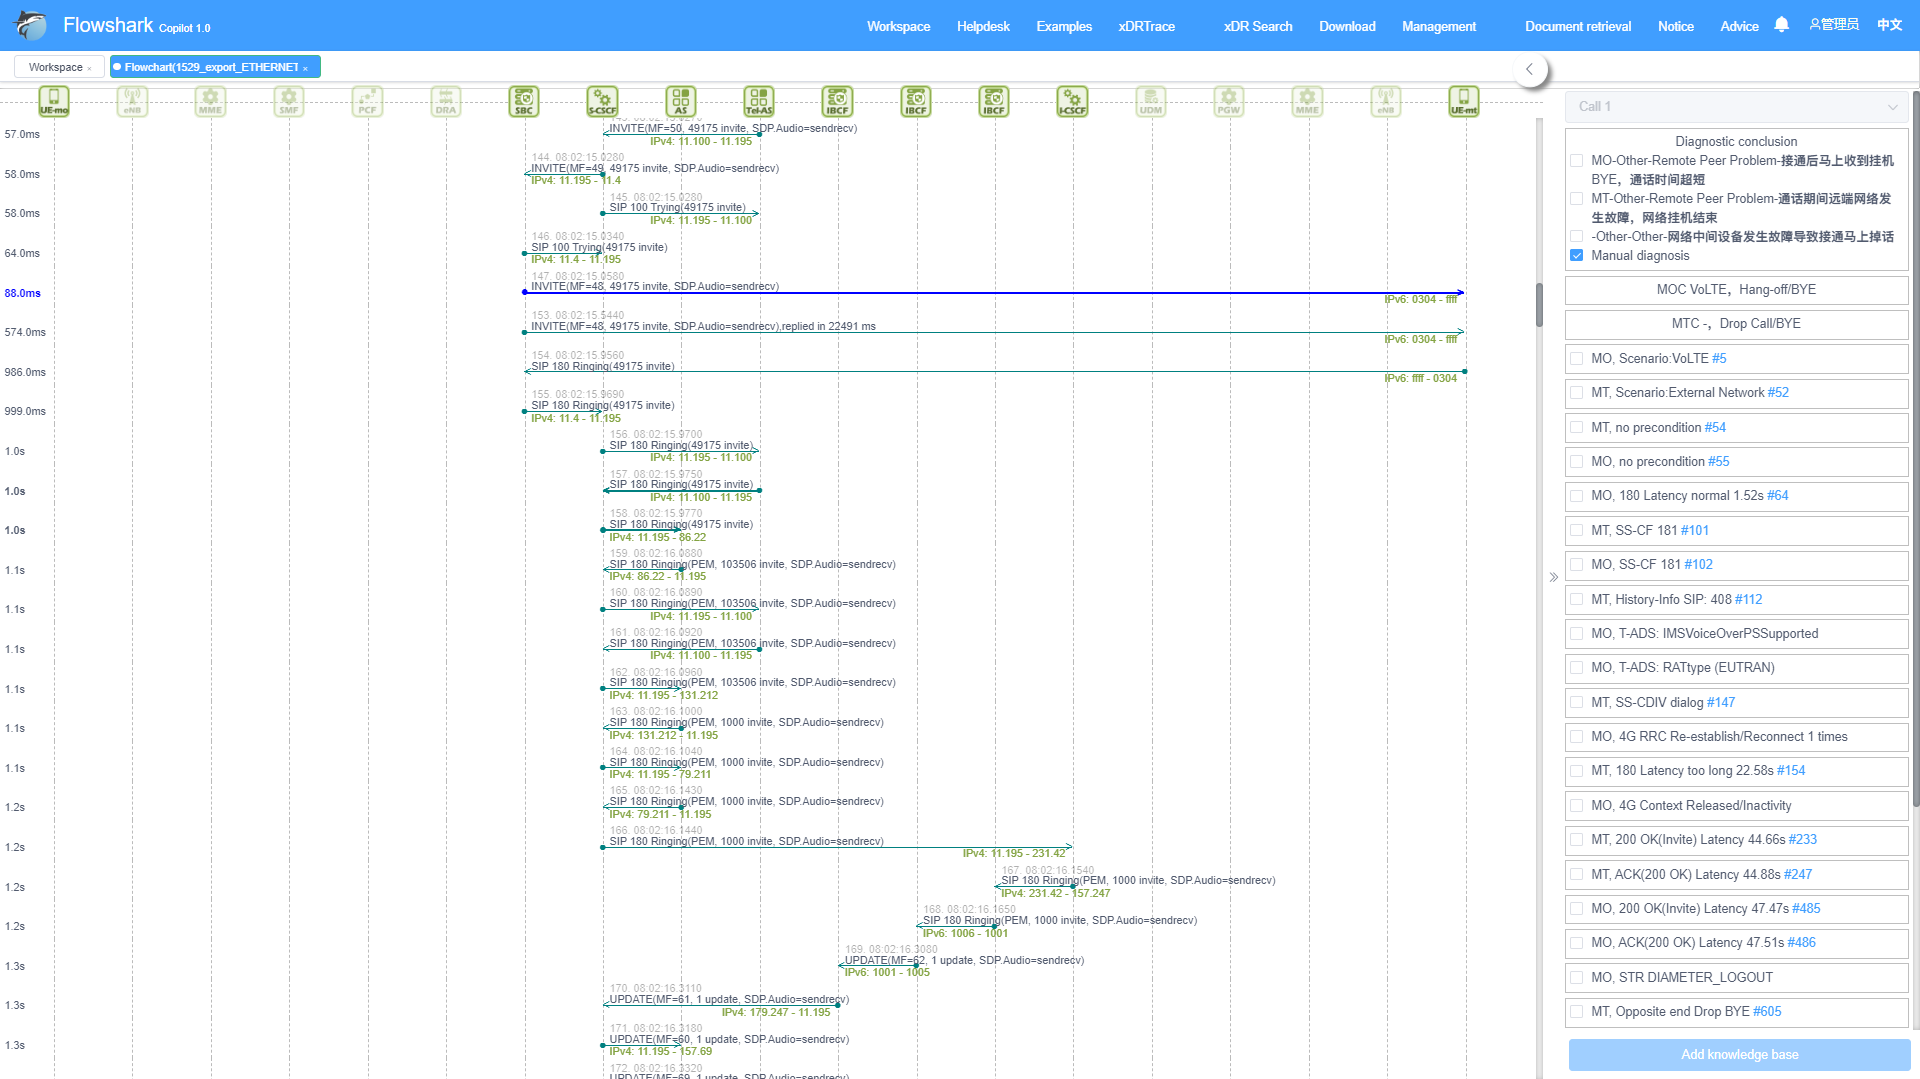 Flowshark Copilot 1.0
Workspace Helpdesk Examples xDRTrace xDR Search Download Management Document retrieval Notice Advice 管理员 中文
Workspace ×
Flowchart(1529_export_ETHERNET ×
UE-mo eNB MME SMF PCF DRA SBC S-CSCF AS Tel-AS IBCF IBCF IBCF I-CSCF UDM PGW MME eNB UE-mt
57.0ms
INVITE(MF=50, 49175 invite, SDP.Audio=sendrecv)
IPv4: 11.100 - 11.195
144. 08:02:15.0280
58.0ms
INVITE(MF=49, 49175 invite, SDP.Audio=sendrecv)
IPv4: 11.195 - 11.4
145. 08:02:15.0280
58.0ms
SIP 100 Trying(49175 invite)
IPv4: 11.195 - 11.100
146. 08:02:15.0340
64.0ms
SIP 100 Trying(49175 invite)
IPv4: 11.4 - 11.195
147. 08:02:15.0580
88.0ms
INVITE(MF=48, 49175 invite, SDP.Audio=sendrecv)
IPv6: 0304 - ffff
153. 08:02:15.5440
574.0ms
INVITE(MF=48, 49175 invite, SDP.Audio=sendrecv),replied in 22491 ms
IPv6: 0304 - ffff
154. 08:02:15.9560
986.0ms
SIP 180 Ringing(49175 invite)
IPv6: ffff - 0304
155. 08:02:15.9690
999.0ms
SIP 180 Ringing(49175 invite)
IPv4: 11.4 - 11.195
156. 08:02:15.9700
1.0s
SIP 180 Ringing(49175 invite)
IPv4: 11.195 - 11.100
157. 08:02:15.9750
1.0s
SIP 180 Ringing(49175 invite)
IPv4: 11.100 - 11.195
158. 08:02:15.9770
1.0s
SIP 180 Ringing(49175 invite)
IPv4: 11.195 - 86.22
159. 08:02:16.0880
1.1s
SIP 180 Ringing(PEM, 103506 invite, SDP.Audio=sendrecv)
IPv4: 86.22 - 11.195
160. 08:02:16.0890
1.1s
SIP 180 Ringing(PEM, 103506 invite, SDP.Audio=sendrecv)
IPv4: 11.195 - 11.100
161. 08:02:16.0920
1.1s
SIP 180 Ringing(PEM, 103506 invite, SDP.Audio=sendrecv)
IPv4: 11.100 - 11.195
162. 08:02:16.0960
1.1s
SIP 180 Ringing(PEM, 103506 invite, SDP.Audio=sendrecv)
IPv4: 11.195 - 131.212
163. 08:02:16.1000
1.1s
SIP 180 Ringing(PEM, 1000 invite, SDP.Audio=sendrecv)
IPv4: 131.212 - 11.195
164. 08:02:16.1040
1.1s
SIP 180 Ringing(PEM, 1000 invite, SDP.Audio=sendrecv)
IPv4: 11.195 - 79.211
165. 08:02:16.1430
1.2s
SIP 180 Ringing(PEM, 1000 invite, SDP.Audio=sendrecv)
IPv4: 79.211 - 11.195
166. 08:02:16.1440
1.2s
SIP 180 Ringing(PEM, 1000 invite, SDP.Audio=sendrecv)
IPv4: 11.195 - 231.42
167. 08:02:16.1540
1.2s
SIP 180 Ringing(PEM, 1000 invite, SDP.Audio=sendrecv)
IPv4: 231.42 - 157.247
168. 08:02:16.1650
1.2s
SIP 180 Ringing(PEM, 1000 invite, SDP.Audio=sendrecv)
IPv6: 1006 - 1001
169. 08:02:16.3080
1.3s
UPDATE(MF=62, 1 update, SDP.Audio=sendrecv)
IPv6: 1001 - 1005
170. 08:02:16.3110
1.3s
UPDATE(MF=61, 1 update, SDP.Audio=sendrecv)
IPv4: 179.247 - 11.195
171. 08:02:16.3180
1.3s
UPDATE(MF=60, 1 update, SDP.Audio=sendrecv)
IPv4: 11.195 - 157.69
172. 08:02:16.3320
UPDATE(MF=69, 1 update, SDP.Audio=sendrecv)
Call 1
Diagnostic conclusion
MO-Other-Remote Peer Problem-接通后马上收到挂机
BYE，通话时间超短
MT-Other-Remote Peer Problem-通话期间远端网络发
生故障，网络挂机结束
-Other-Other-网络中间设备发生故障导致接通马上掉话
Manual diagnosis
MOC VoLTE，Hang-off/BYE
MTC -，Drop Call/BYE
MO, Scenario:VoLTE #5
MT, Scenario:External Network #52
MT, no precondition #54
MO, no precondition #55
MO, 180 Latency normal 1.52s #64
MT, SS-CF 181 #101
MO, SS-CF 181 #102
MT, History-Info SIP: 408 #112
MO, T-ADS: IMSVoiceOverPSSupported
MO, T-ADS: RATtype (EUTRAN)
MT, SS-CDIV dialog #147
MO, 4G RRC Re-establish/Reconnect 1 times
MT, 180 Latency too long 22.58s #154
MO, 4G Context Released/Inactivity
MT, 200 OK(Invite) Latency 44.66s #233
MT, ACK(200 OK) Latency 44.88s #247
MO, 200 OK(Invite) Latency 47.47s #485
MO, ACK(200 OK) Latency 47.51s #486
MO, STR DIAMETER_LOGOUT
MT, Opposite end Drop BYE #605
Add knowledge base